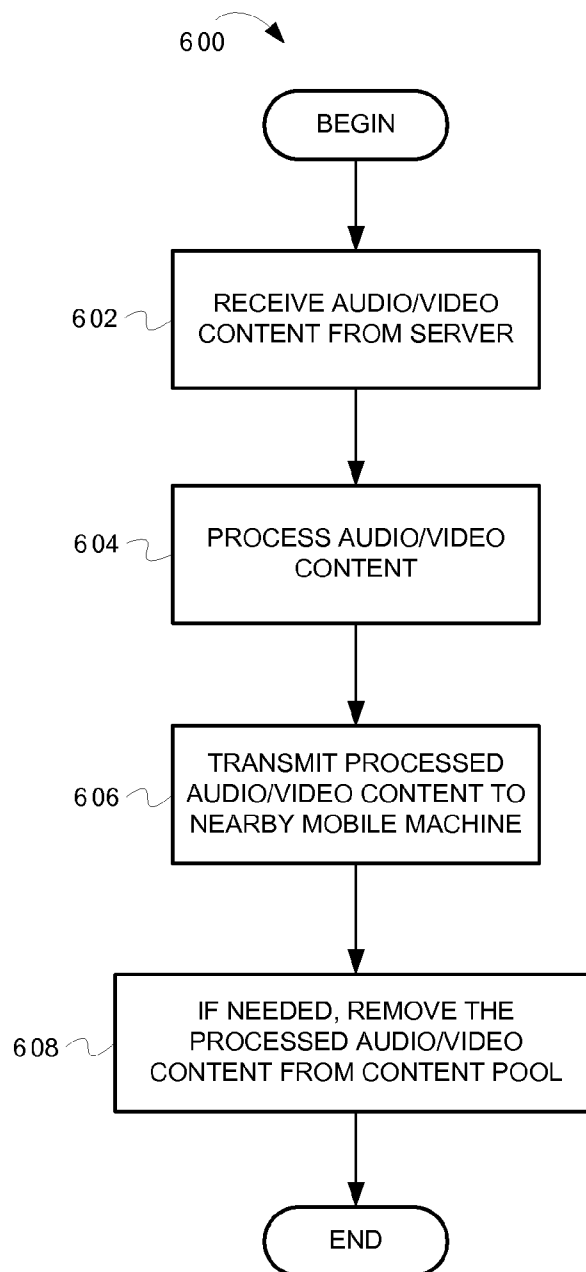 600
BEGIN
602
RECEIVE AUDIO/VIDEO
CONTENT FROM SERVER
604
PROCESS AUDIO/VIDEO
CONTENT
606
TRANSMIT PROCESSED
AUDIO/VIDEO CONTENT TO
NEARBY MOBILE MACHINE
608
IF NEEDED, REMOVE THE
PROCESSED AUDIO/VIDEO
CONTENT FROM CONTENT POOL
END